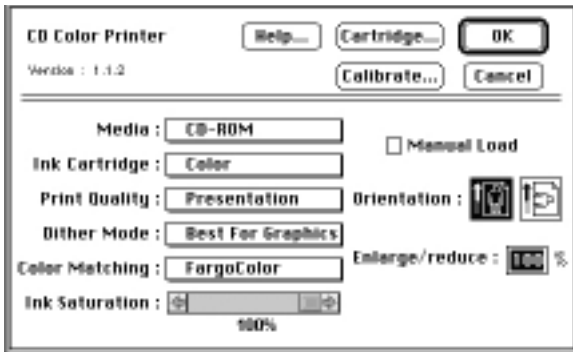 CD Color Printer Help... Cartridge... OK
Version : 1.1.2 Calibrate... Cancel
Media : CD-ROM
Manual Load
Ink Cartridge : Color
Print Quality : Presentation Orientation :
Dither Mode : Best For Graphics
Color Matching : FargoColor Enlarge/reduce : 100 %
Ink Saturation :
100%